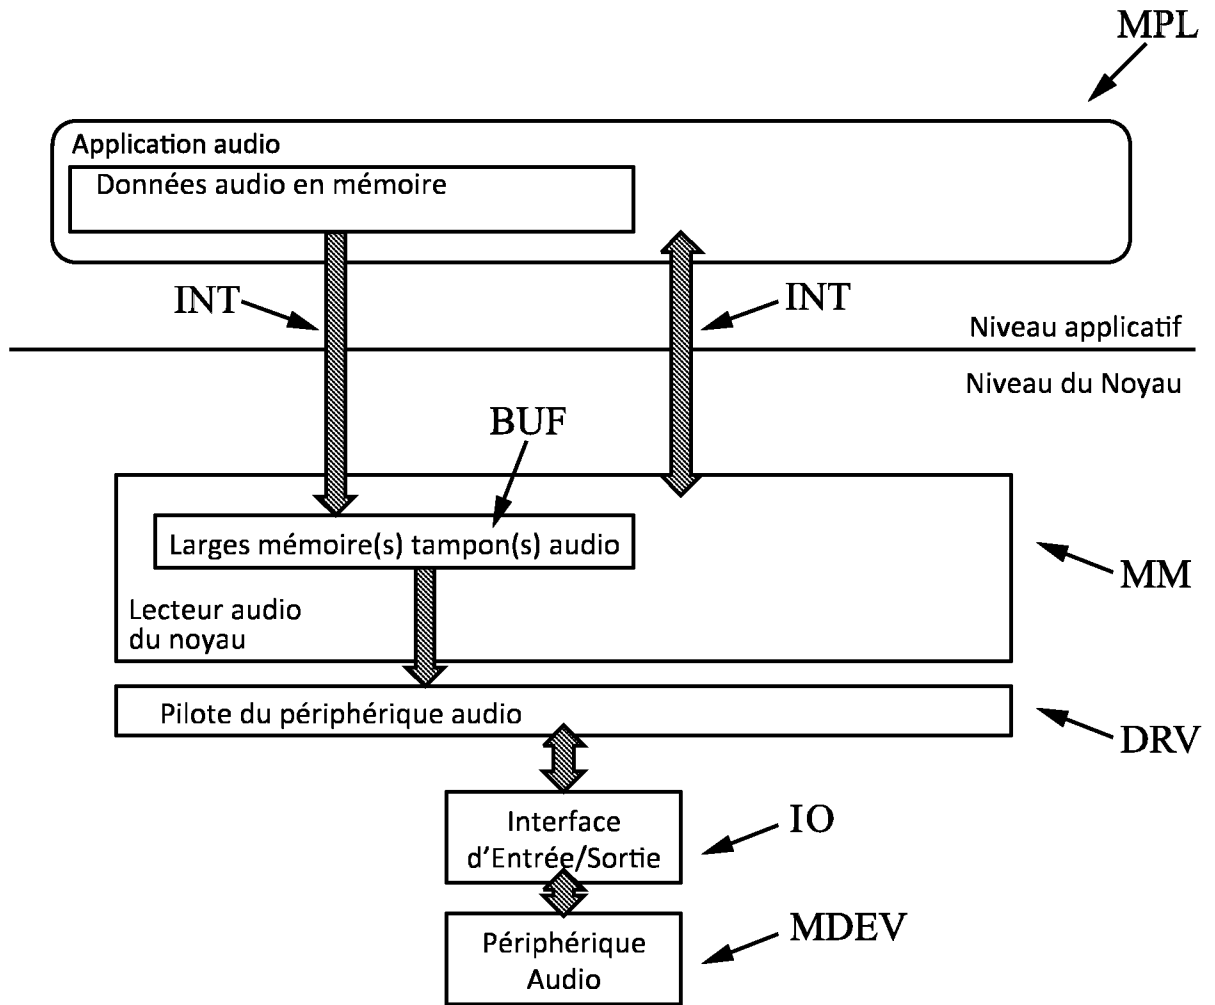 MPL
Application audio
Données audio en mémoire
INT
INT
Niveau applicatif
Niveau du Noyau
BUF
Larges mémoire(s) tampon(s) audio
MM
Lecteur audio
du noyau
Pilote du périphérique audio
DRV
Interface
d'Entrée/Sortie
IO
Périphérique
Audio
MDEV